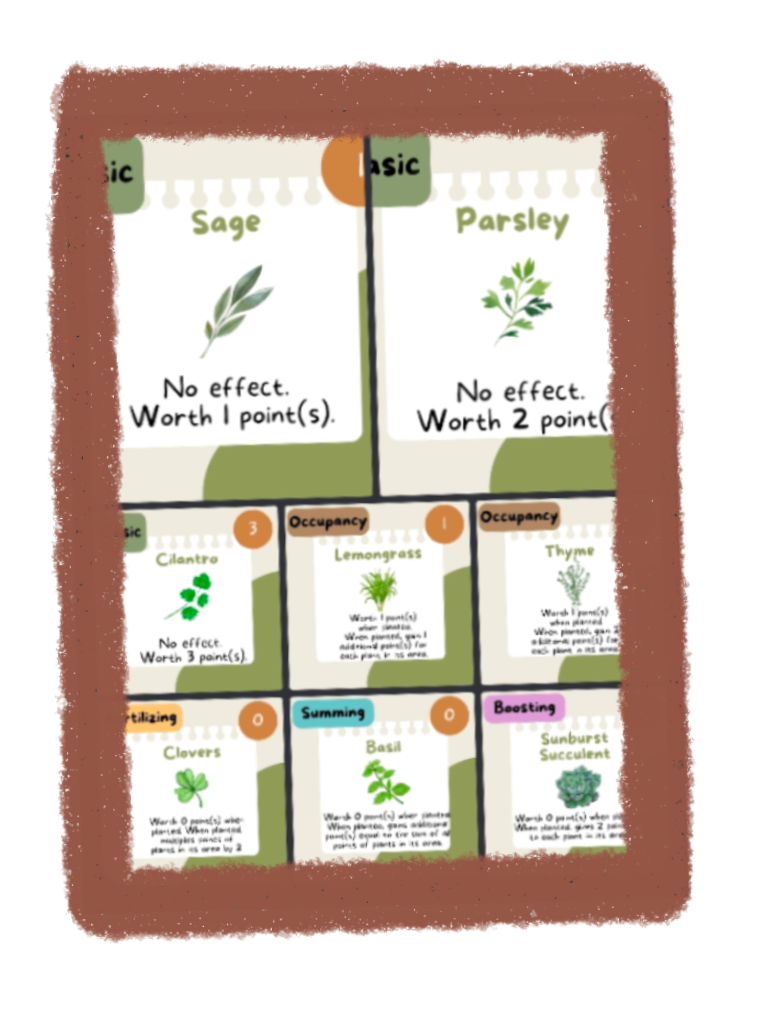 sic
asic
Sage
Parsley
No effect.
Worth 1 point(s).
No effect.
Worth 2 point(
sic
3
Occupancy
1
Occupancy
Cilantro
Lemongrass
Thyme
No effect.
Worth 3 point(s).
Worth 1 point(s)
when planted.
When planted, gain 1
additional point(s) for
each plant in its area.
Worth 1 point(s)
when planted.
When planted, gain 2
additional point(s) for
each plant in its area
rtilizing
0
Summing
0
Boosting
Clovers
Basil
Sunburst
Succulent
Worth 0 point(s) when
planted. When planted
multiplies points of
plants in its area by 2
Worth 0 point(s) when planted
When planted, gains additional
point(s) equal to the sum of all
points of plants in its area.
Worth 0 point(s) when
When planted, gives 2
to each plant in its area